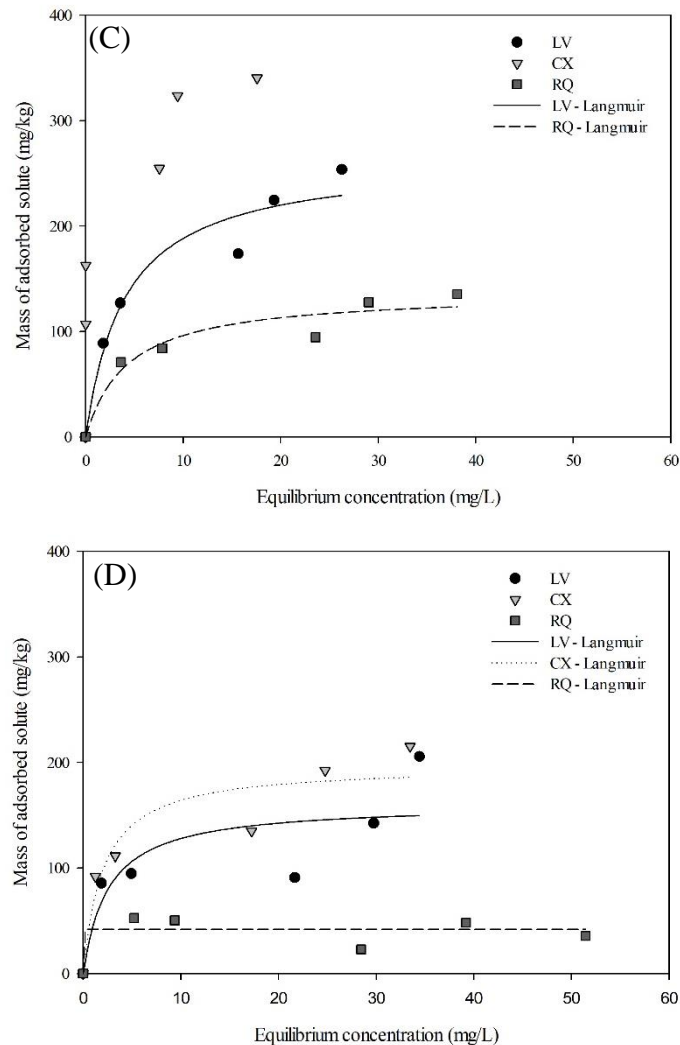 (C)
400
300
200
100
0
Mass of adsorbed solute (mg/kg)
LV
CX
RQ
LV - Langmuir
RQ - Langmuir
0 10 20 30 40 50 60
Equilibrium concentration (mg/L)
(D)
400
300
200
100
0
Mass of adsorbed solute (mg/kg)
LV
CX
RQ
LV - Langmuir
CX - Langmuir
RQ - Langmuir
0 10 20 30 40 50 60
Equilibrium concentration (mg/L)